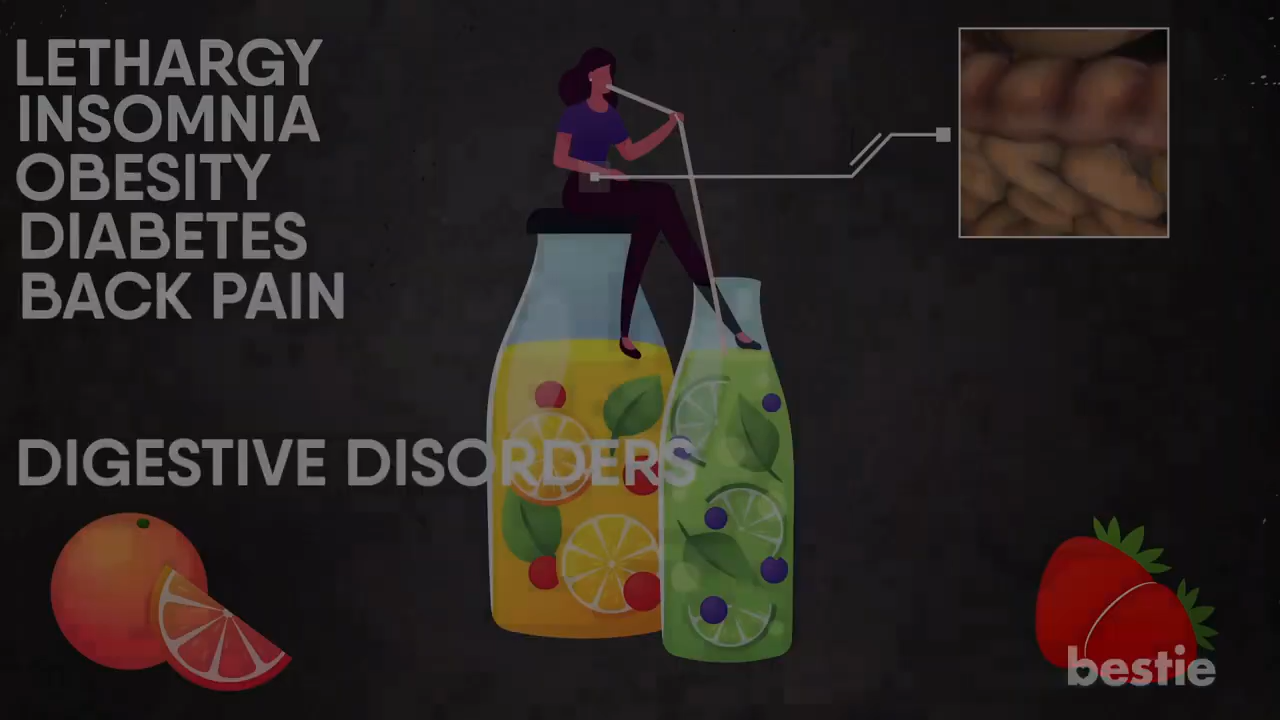 LETHARGY
INSOMNIA
OBESITY
DIABETES
BACK PAIN
DIGESTIVE DISORDERS
bestie